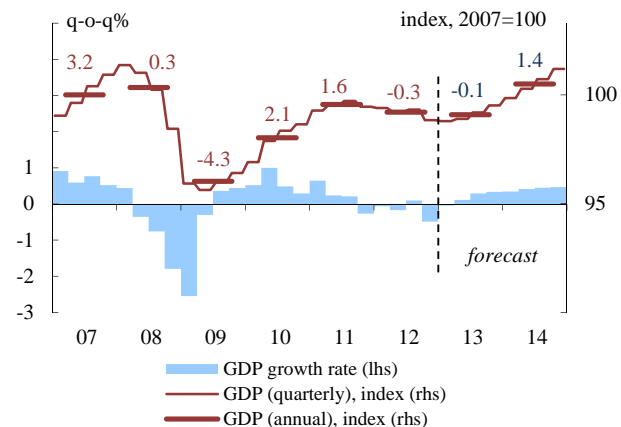 q-o-q%
index, 2007=100
3.2
0.3
-4.3
2.1
1.6
-0.3
-0.1
1.4
100
95
1
0
-1
-2
-3
forecast
07 08 09 10 11 12 13 14
GDP growth rate (lhs)
GDP (quarterly), index (rhs)
GDP (annual), index (rhs)